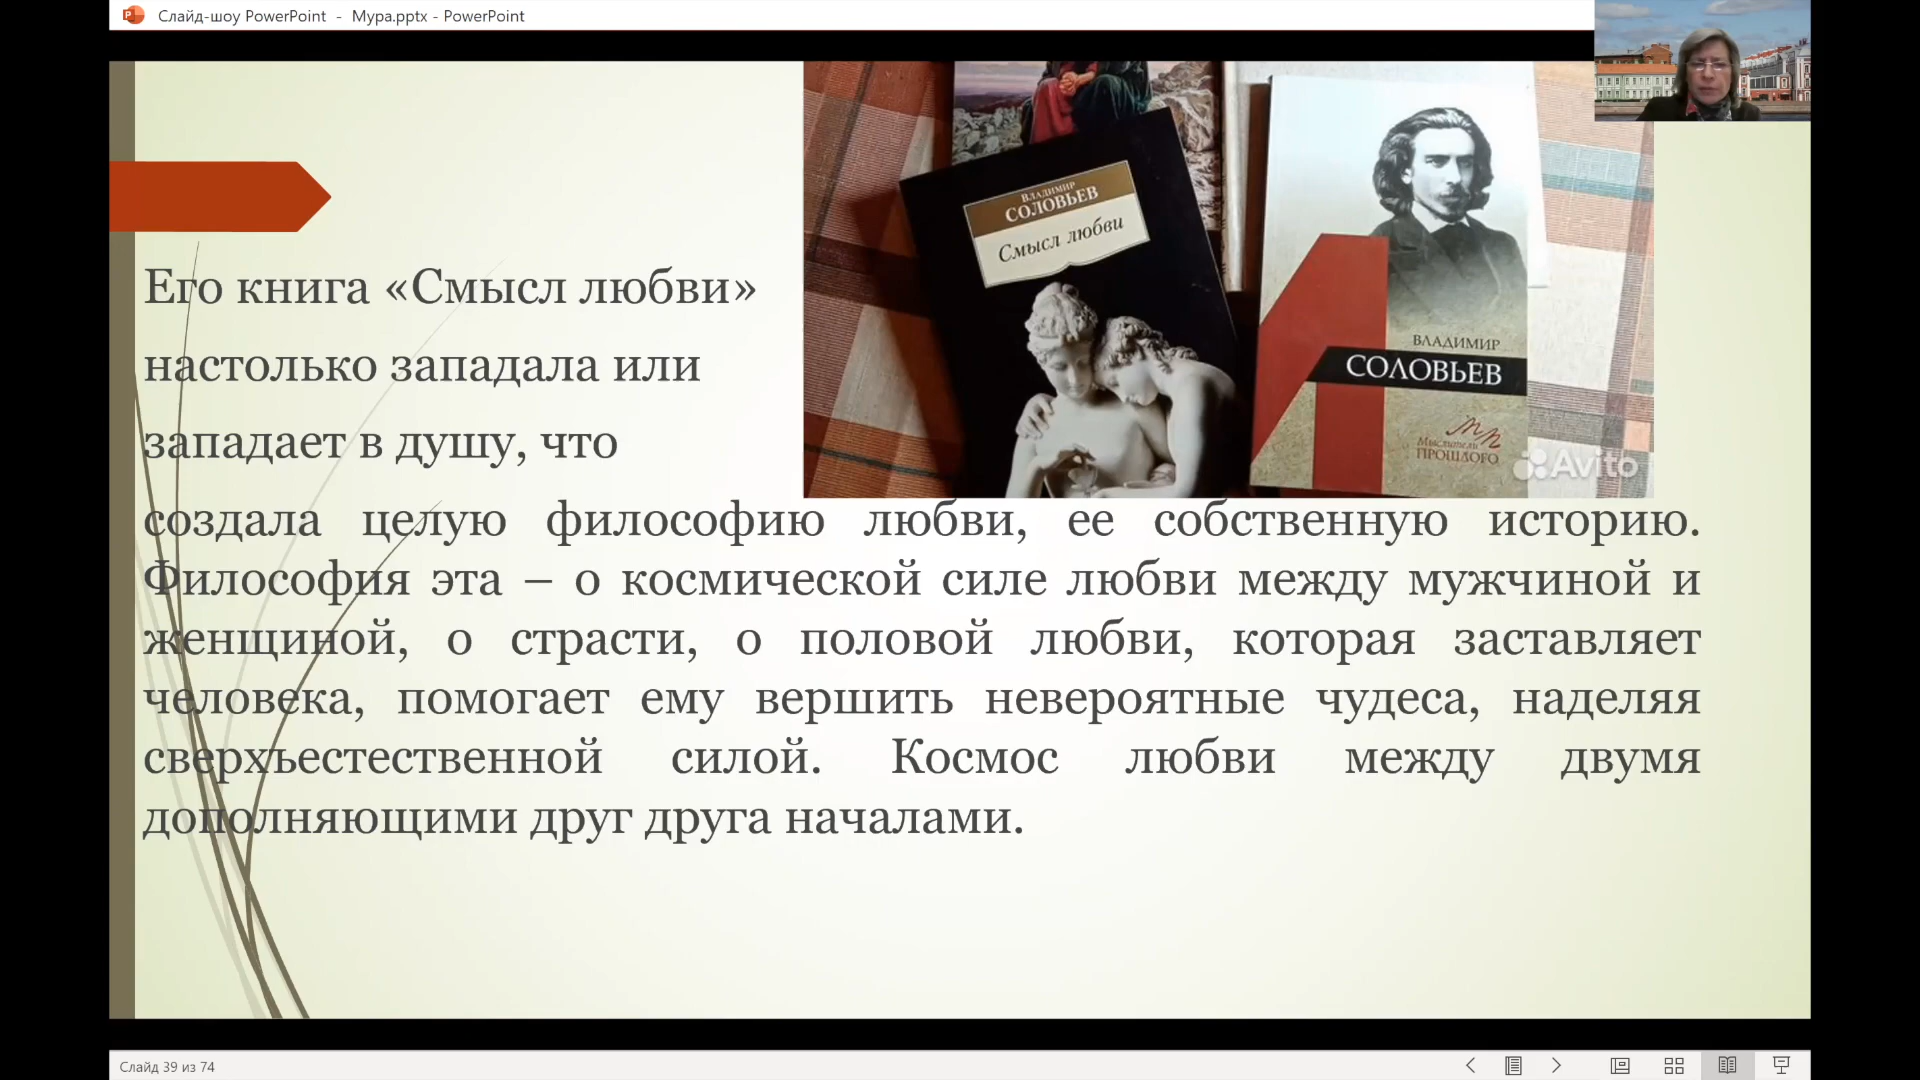 Слайд-шоу PowerPoint - Мура.pptx - PowerPoint
ВЛАДИМИР
СОЛОВЬЕВ
Смысл любви
ВЛАДИМИР
СОЛОВЬЕВ
Мыслители
ПРОШЛОГО
Avito
Его книга «Смысл любви»
настолько западала или
западает в душу, что
создала целую философию любви, ее собственную историю.
Философия эта – о космической силе любви между мужчиной и
женщиной, о страсти, о половой любви, которая заставляет
человека, помогает ему вершить невероятные чудеса, наделяя
сверхъестественной силой. Космос любви между двумя
дополняющими друг друга началами.
Слайд 39 из 74